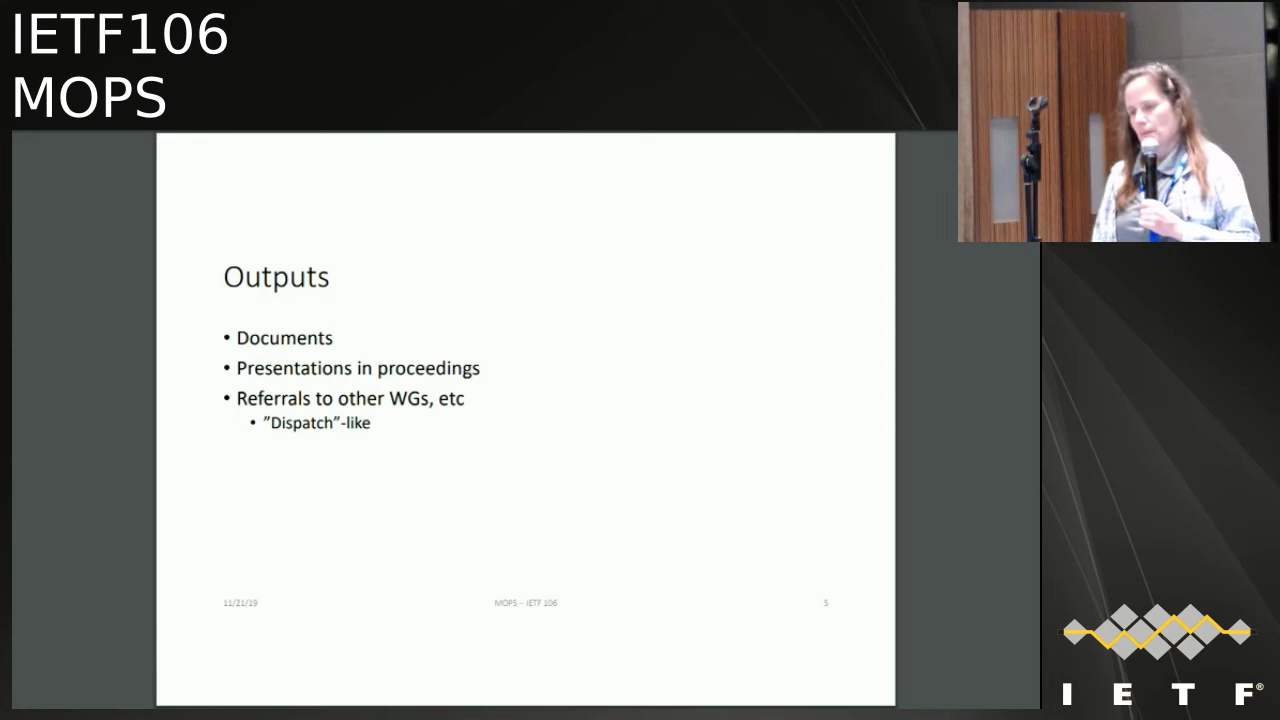 IETF106
MOPS
Outputs
• Documents
• Presentations in proceedings
• Referrals to other WGs, etc
• ”Dispatch”-like
11/21/19 MOPS – IETF 106 5
I E T F®